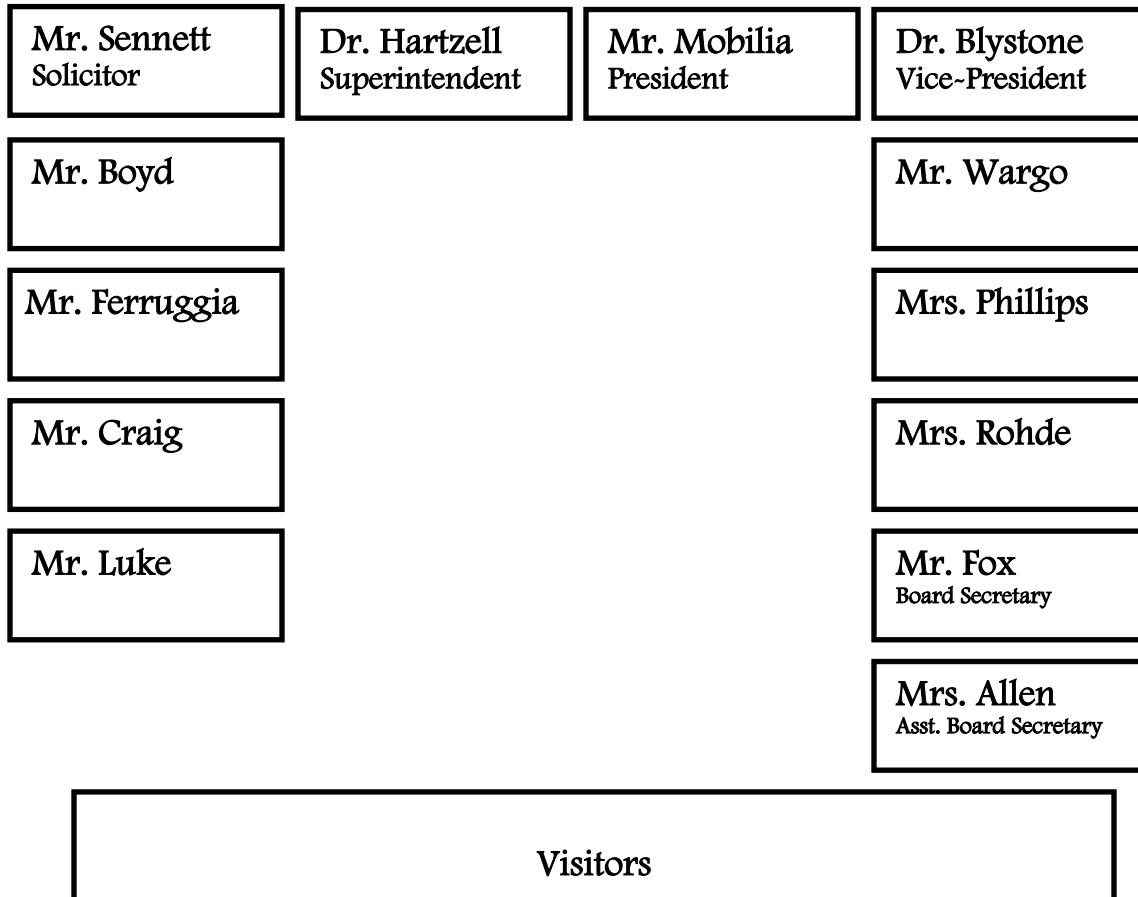 Mr. Sennett
Solicitor
Dr. Hartzell
Superintendent
Mr. Mobilia
President
Dr. Blystone
Vice-President
Mr. Boyd
Mr. Wargo
Mr. Ferruggia
Mrs. Phillips
Mr. Craig
Mrs. Rohde
Mr. Luke
Mr. Fox
Board Secretary
Mrs. Allen
Asst. Board Secretary
Visitors